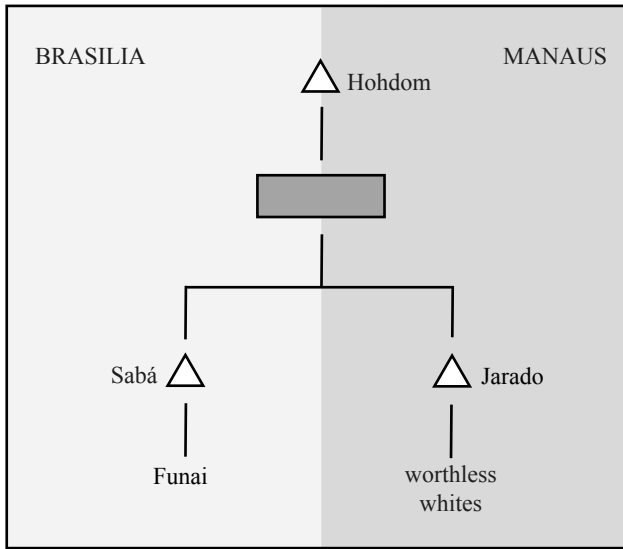 BRASILIA
MANAUS
Hohdom
Sabá
Jarado
Funai
worthless
whites